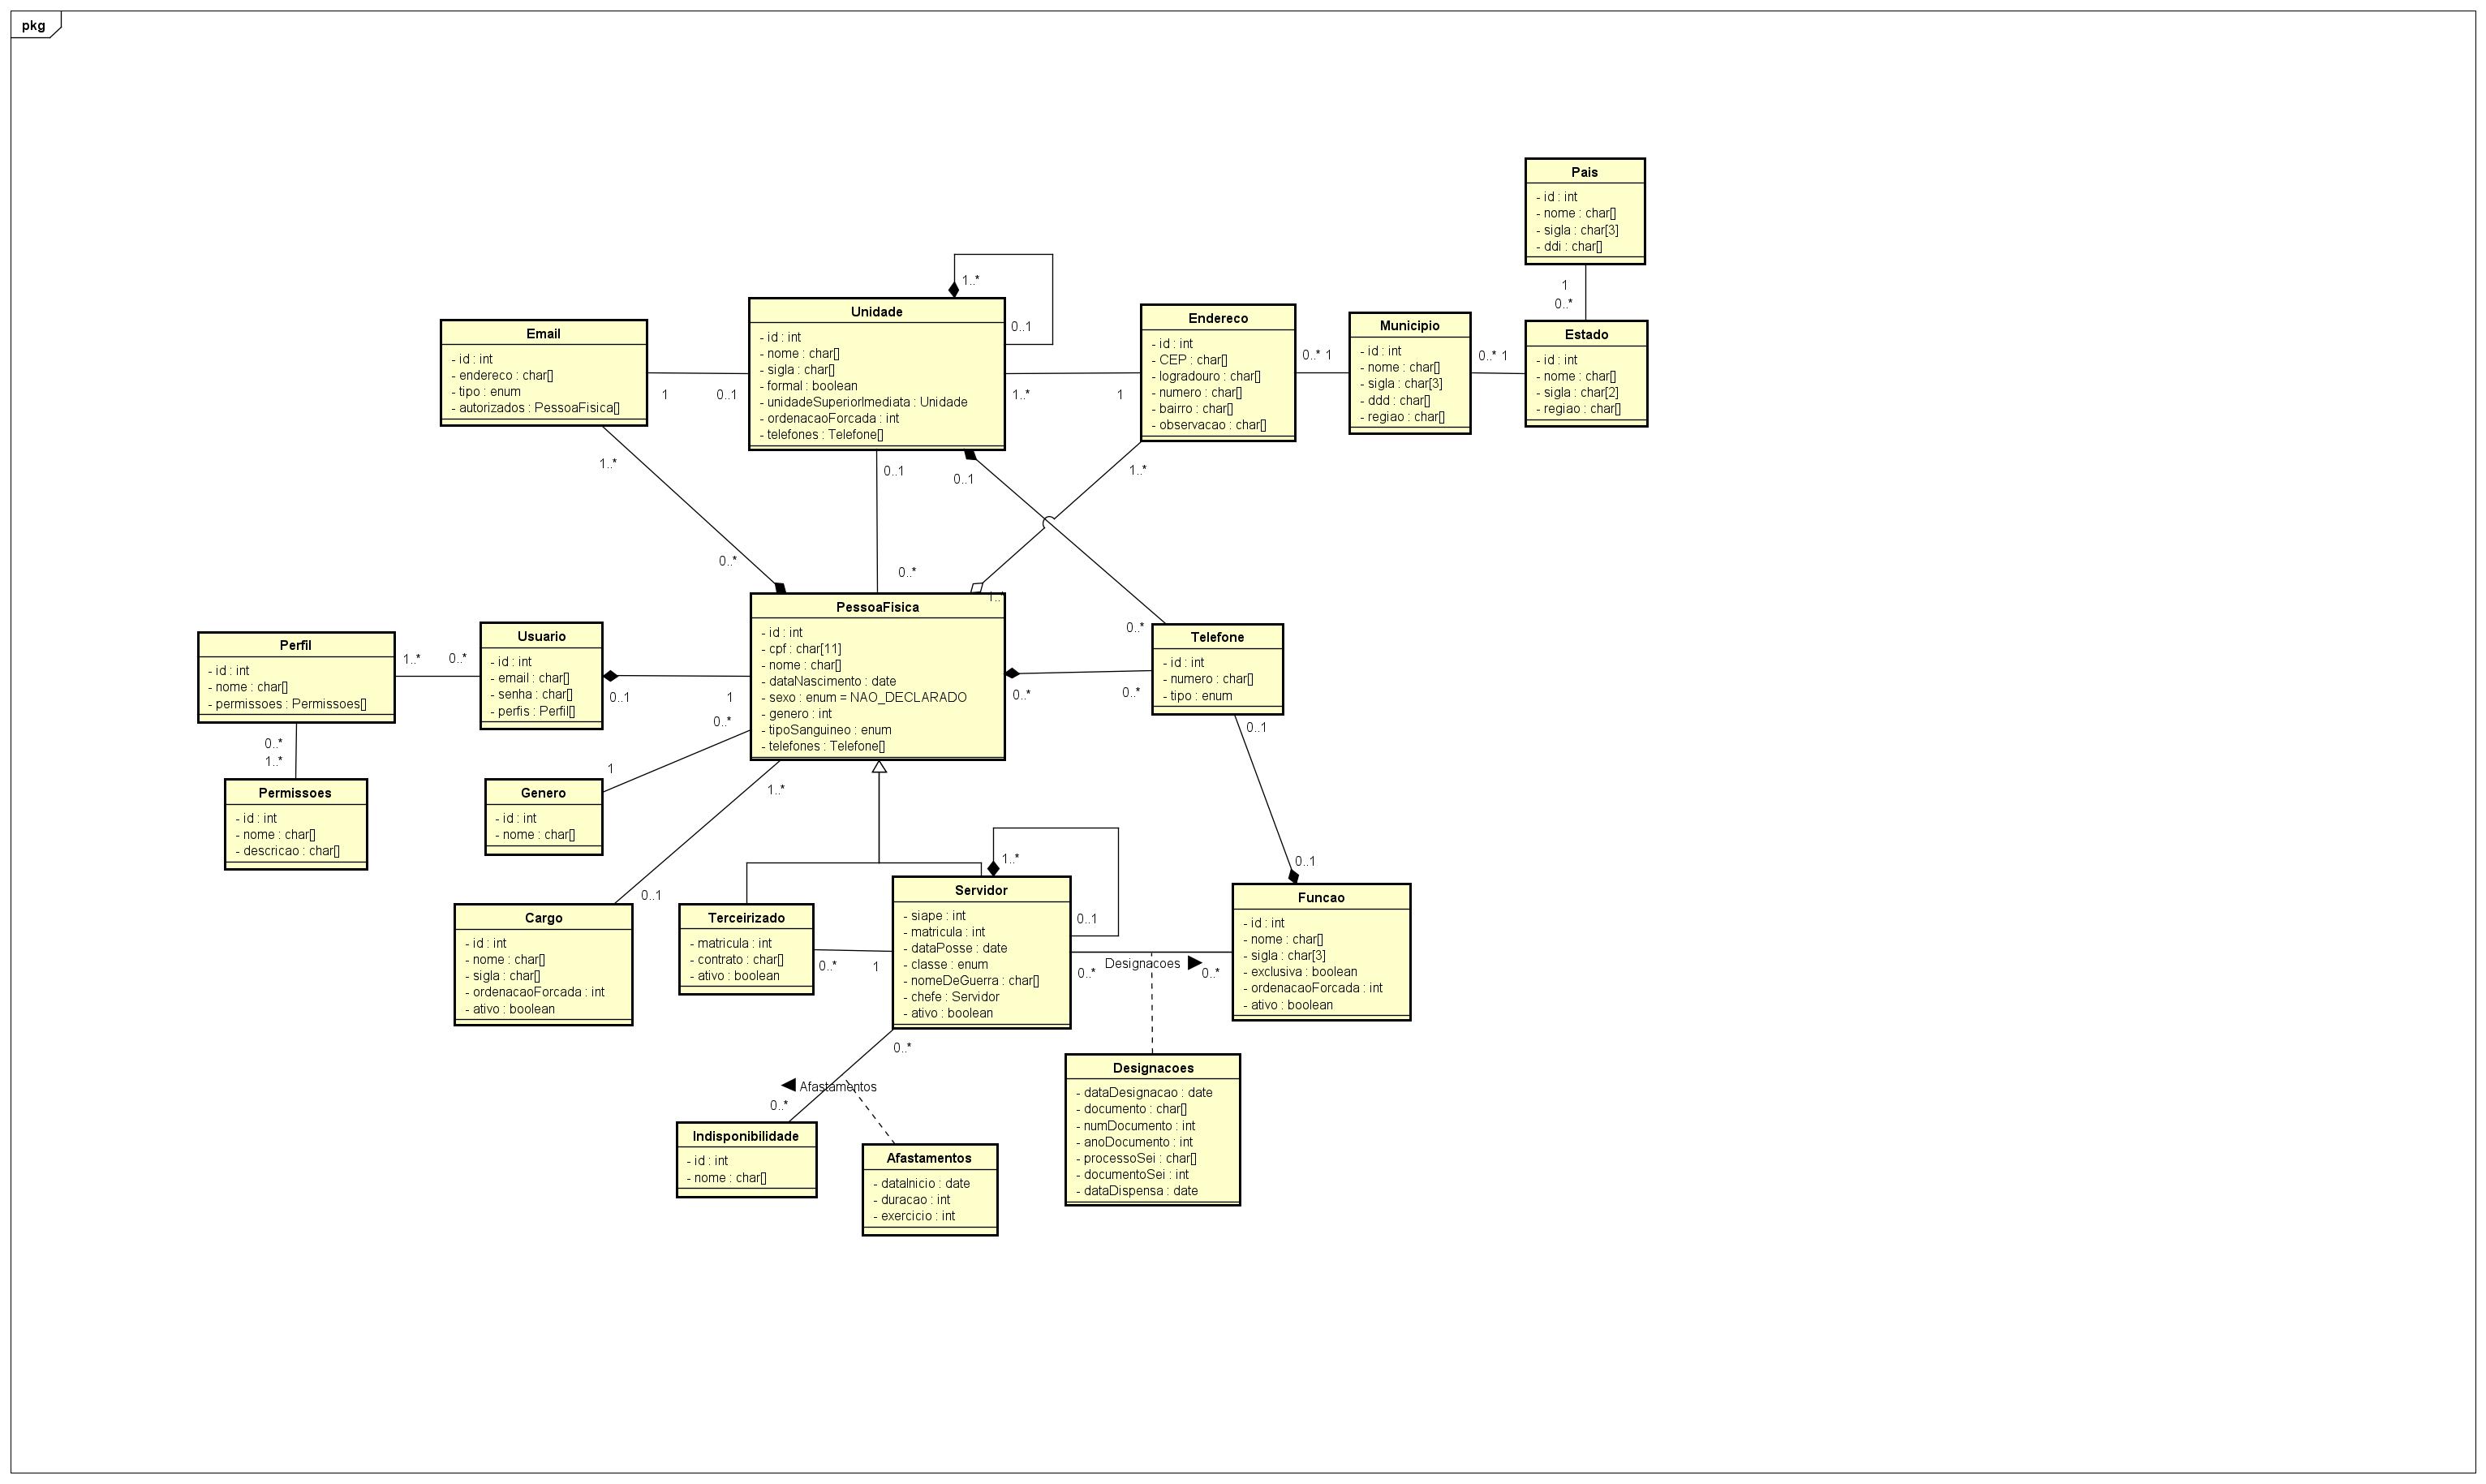 pkg
Pais
- id : int
- nome : char[]
- sigla : char[3]
- ddi : char[]
1
0..*
Estado
- id : int
- nome : char[]
- sigla : char[2]
- regiao : char[]
0..* 1
Municipio
- id : int
- nome : char[]
- sigla : char[3]
- ddd : char[]
- regiao : char[]
0..* 1
Endereco
- id : int
- CEP : char[]
- logradouro : char[]
- numero : char[]
- bairro : char[]
- observacao : char[]
1..*
1
1..*
0..1
Unidade
- id : int
- nome : char[]
- sigla : char[]
- formal : boolean
- unidadeSuperiorImediata : Unidade
- ordenacaoForcada : int
- telefones : Telefone[]
1
0..1
Email
- id : int
- endereco : char[]
- tipo : enum
- autorizados : PessoaFisica[]
1..*
0..*
0..1
0..*
0..1
0..*
1..*
1..*
PessoaFisica
- id : int
- cpf : char[11]
- nome : char[]
- dataNascimento : date
- sexo : enum = NAO_DECLARADO
- genero : int
- tipoSanguineo : enum
- telefones : Telefone[]
Perfil
- id : int
- nome : char[]
- permissoes : Permissoes[]
1..*
0..*
Usuario
- id : int
- email : char[]
- senha : char[]
- perfis : Perfil[]
0..1
1
0..*
0..*
Telefone
- id : int
- numero : char[]
- tipo : enum
0..*
1..*
Permissoes
- id : int
- nome : char[]
- descricao : char[]
0..*
1
Genero
- id : int
- nome : char[]
1..*
0..1
Cargo
- id : int
- nome : char[]
- sigla : char[]
- ordenacaoForcada : int
- ativo : boolean
Terceirizado
- matricula : int
- contrato : char[]
- ativo : boolean
0..*
1
1..*
0..1
Servidor
- siape : int
- matricula : int
- dataPosse : date
- classe : enum
- nomeDeGuerra : char[]
- chefe : Servidor
- ativo : boolean
0..*
Designacoes
0..*
0..1
0..1
Funcao
- id : int
- nome : char[]
- sigla : char[3]
- exclusiva : boolean
- ordenacaoForcada : int
- ativo : boolean
0..*
Afastamentos
0..*
Indisponibilidade
- id : int
- nome : char[]
Afastamentos
- dataInicio : date
- duracao : int
- exercicio : int
Designacoes
- dataDesignacao : date
- documento : char[]
- numDocumento : int
- anoDocumento : int
- processoSei : char[]
- documentoSei : int
- dataDispensa : date